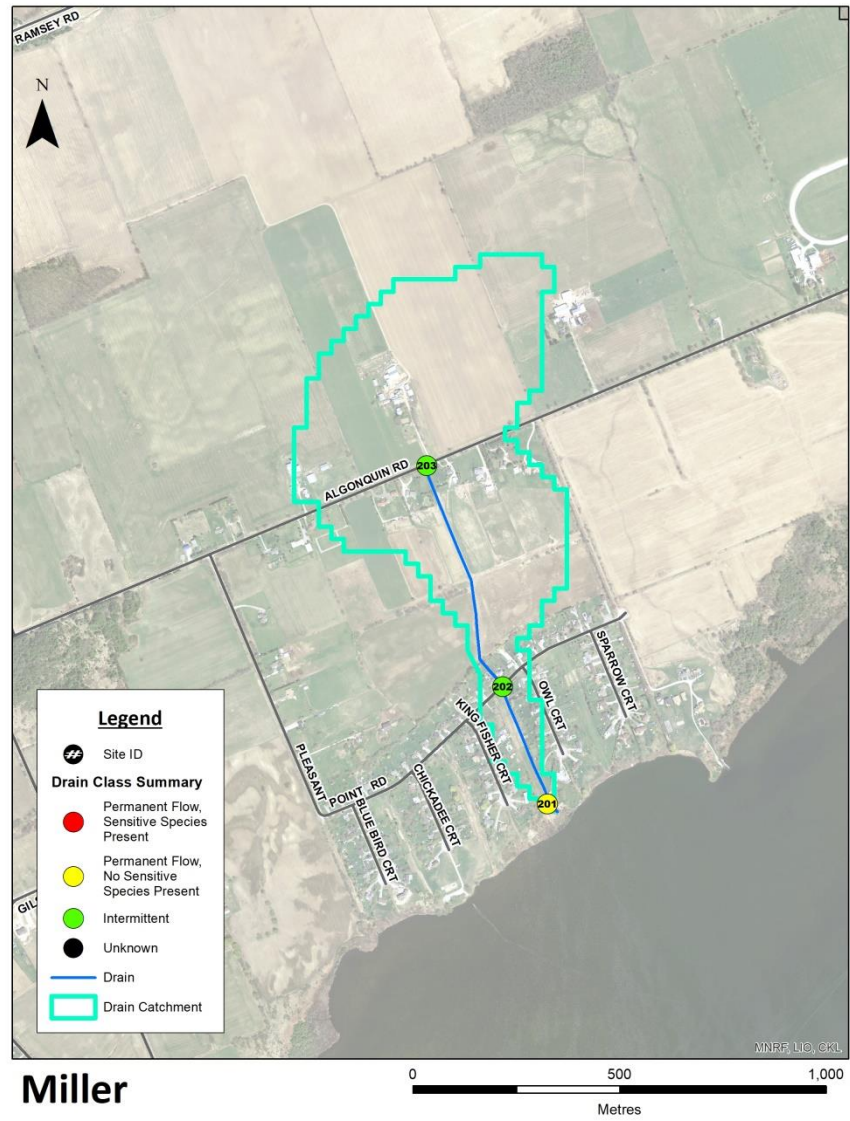 RAMSEY RD
N
203
ALGONQUIN RD
SPARROW CRT
202
OWL CRT
KING FISHER CRT
PLEASANT
POINT RD
CHICKADEE CRT
BLUE BIRD CRT
201
Legend
# Site ID
Drain Class Summary
Permanent Flow,
Sensitive Species
Present
Permanent Flow,
No Sensitive
Species Present
Intermittent
Unknown
Drain
Drain Catchment
MNRF, LIO, CKL
Miller
0 500 1,000
Metres